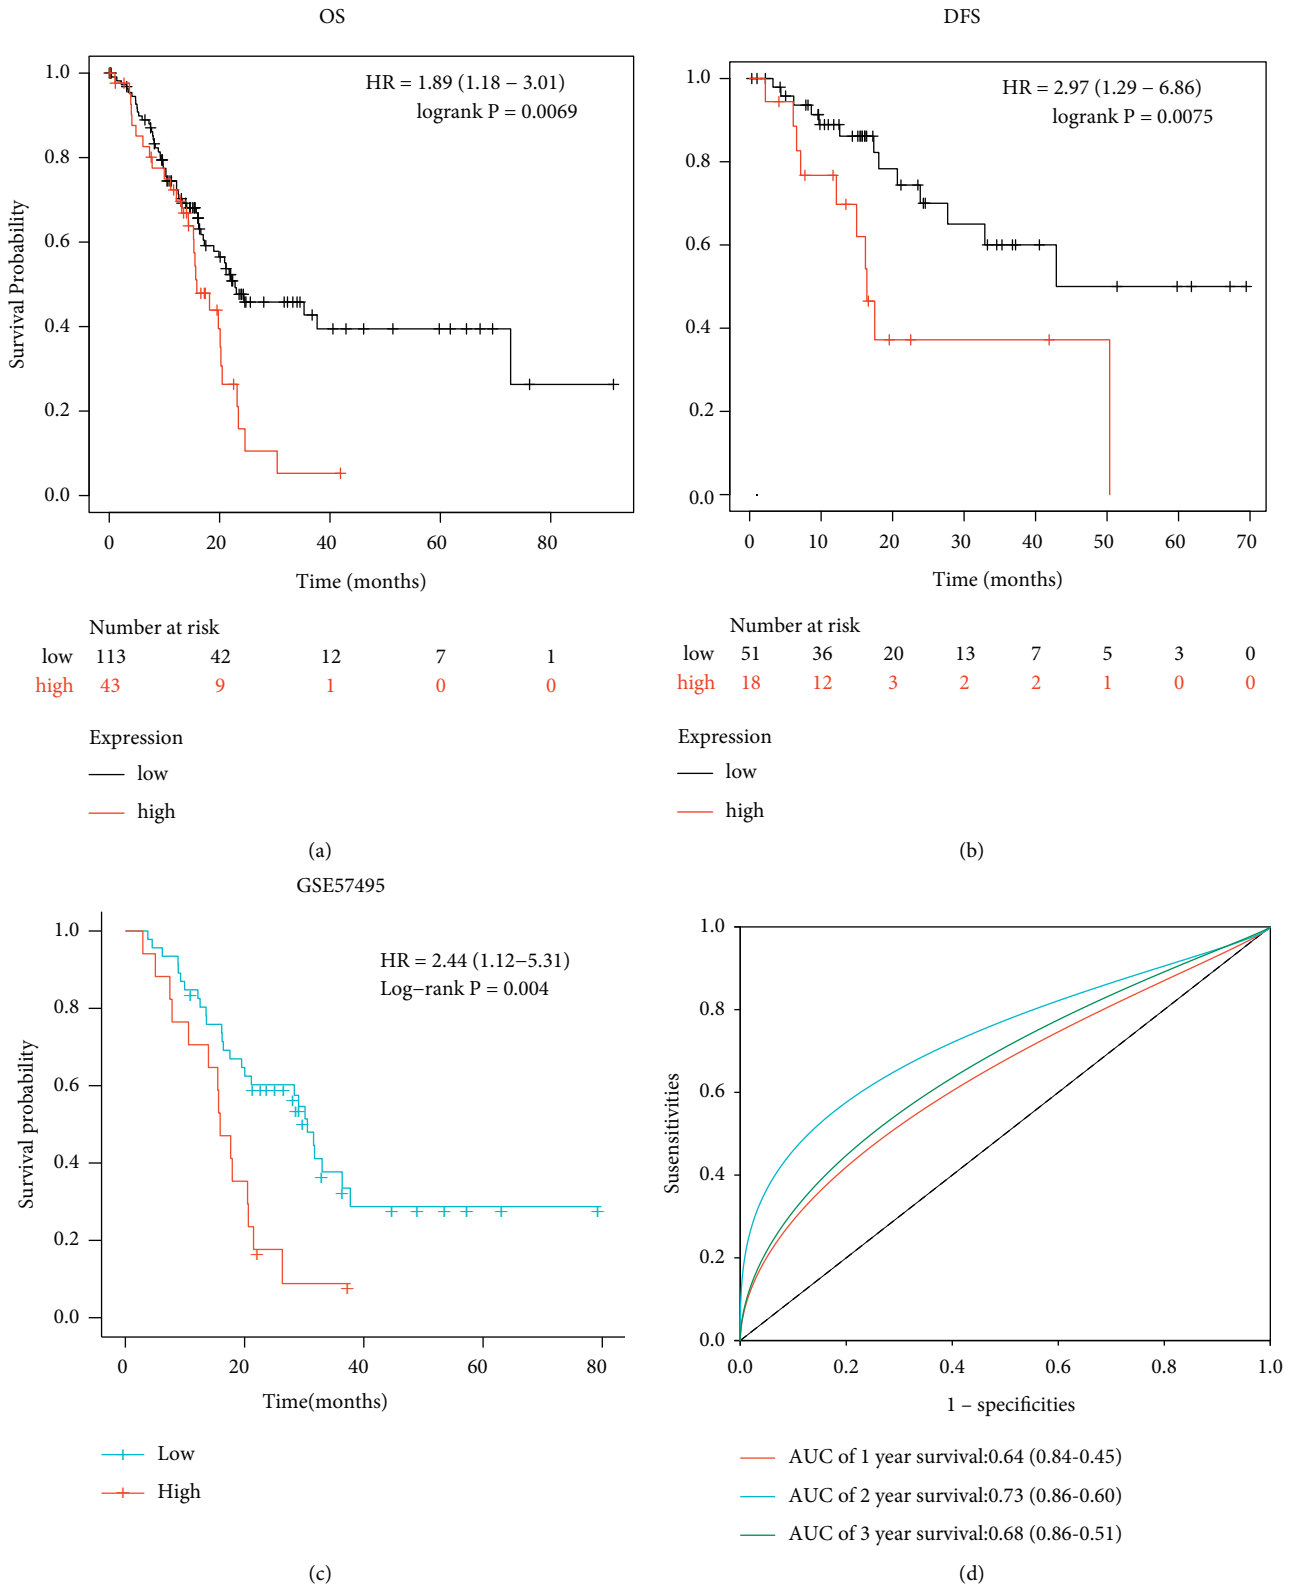 OS
HR = 1.89 (1.18 − 3.01)
logrank P = 0.0069
Survival Probability
1.0
0.8
0.6
0.4
0.2
0.0
0 20 40 60 80
Time (months)
Number at risk
low 113 42 12 7 1
high 43 9 1 0 0
Expression
low
high
(a)
DFS
HR = 2.97 (1.29 − 6.86)
logrank P = 0.0075
1.0
0.8
0.6
0.4
0.2
0.0
0 10 20 30 40 50 60 70
Time (months)
Number at risk
low 51 36 20 13 7 5 3 0
high 18 12 3 2 2 1 0 0
Expression
low
high
(b)
GSE57495
HR = 2.44 (1.12−5.31)
Log−rank P = 0.004
Survival probability
1.0
0.8
0.6
0.4
0.2
0.0
0 20 40 60 80
Time(months)
Low
High
(c)
Susensitivities
1.0
0.8
0.6
0.4
0.2
0.0
0.0 0.2 0.4 0.6 0.8 1.0
1 – specificities
AUC of 1 year survival:0.64 (0.84-0.45)
AUC of 2 year survival:0.73 (0.86-0.60)
AUC of 3 year survival:0.68 (0.86-0.51)
(d)